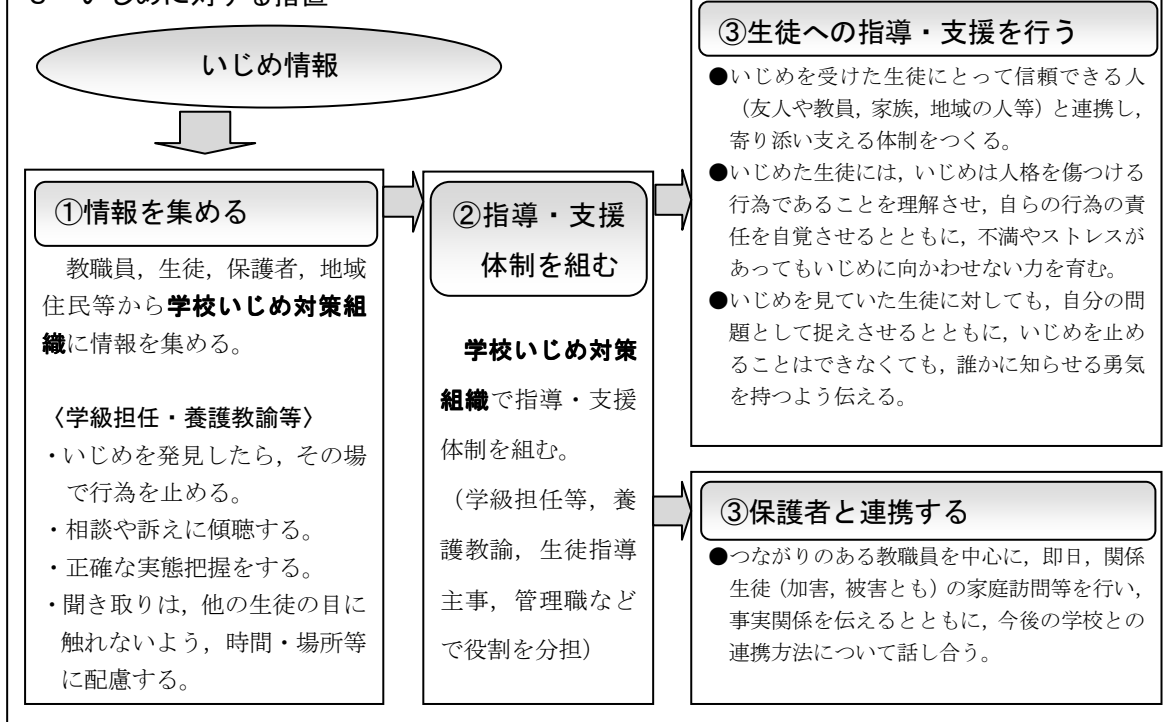 いじめに対する措置
いじめ情報
①情報を集める
教職員，生徒，保護者，地域
住民等から学校いじめ対策組
織に情報を集める。
〈学級担任・養護教諭等〉
・いじめを発見したら，その場
で行為を止める。
・相談や訴えに傾聴する。
・正確な実態把握をする。
・聞き取りは，他の生徒の目に
触れないよう，時間・場所等
に配慮する。
②指導・支援
体制を組む
学校いじめ対策
組織で指導・支援
体制を組む。
（学級担任等，養
護教諭，生徒指導
主事，管理職など
で役割を分担）
③生徒への指導・支援を行う
●いじめを受けた生徒にとって信頼できる人
（友人や教員，家族，地域の人等）と連携し，
寄り添い支える体制をつくる。
●いじめた生徒には，いじめは人格を傷つける
行為であることを理解させ，自らの行為の責
任を自覚させるとともに，不満やストレスが
あってもいじめに向かわせない力を育む。
●いじめを見ていた生徒に対しても，自分の問
題として捉えさせるとともに，いじめを止め
ることはできなくても，誰かに知らせる勇気
を持つよう伝える。
③保護者と連携する
●つながりのある教職員を中心に，即日，関係
生徒（加害，被害とも）の家庭訪問等を行い，
事実関係を伝えるとともに，今後の学校との
連携方法について話し合う。